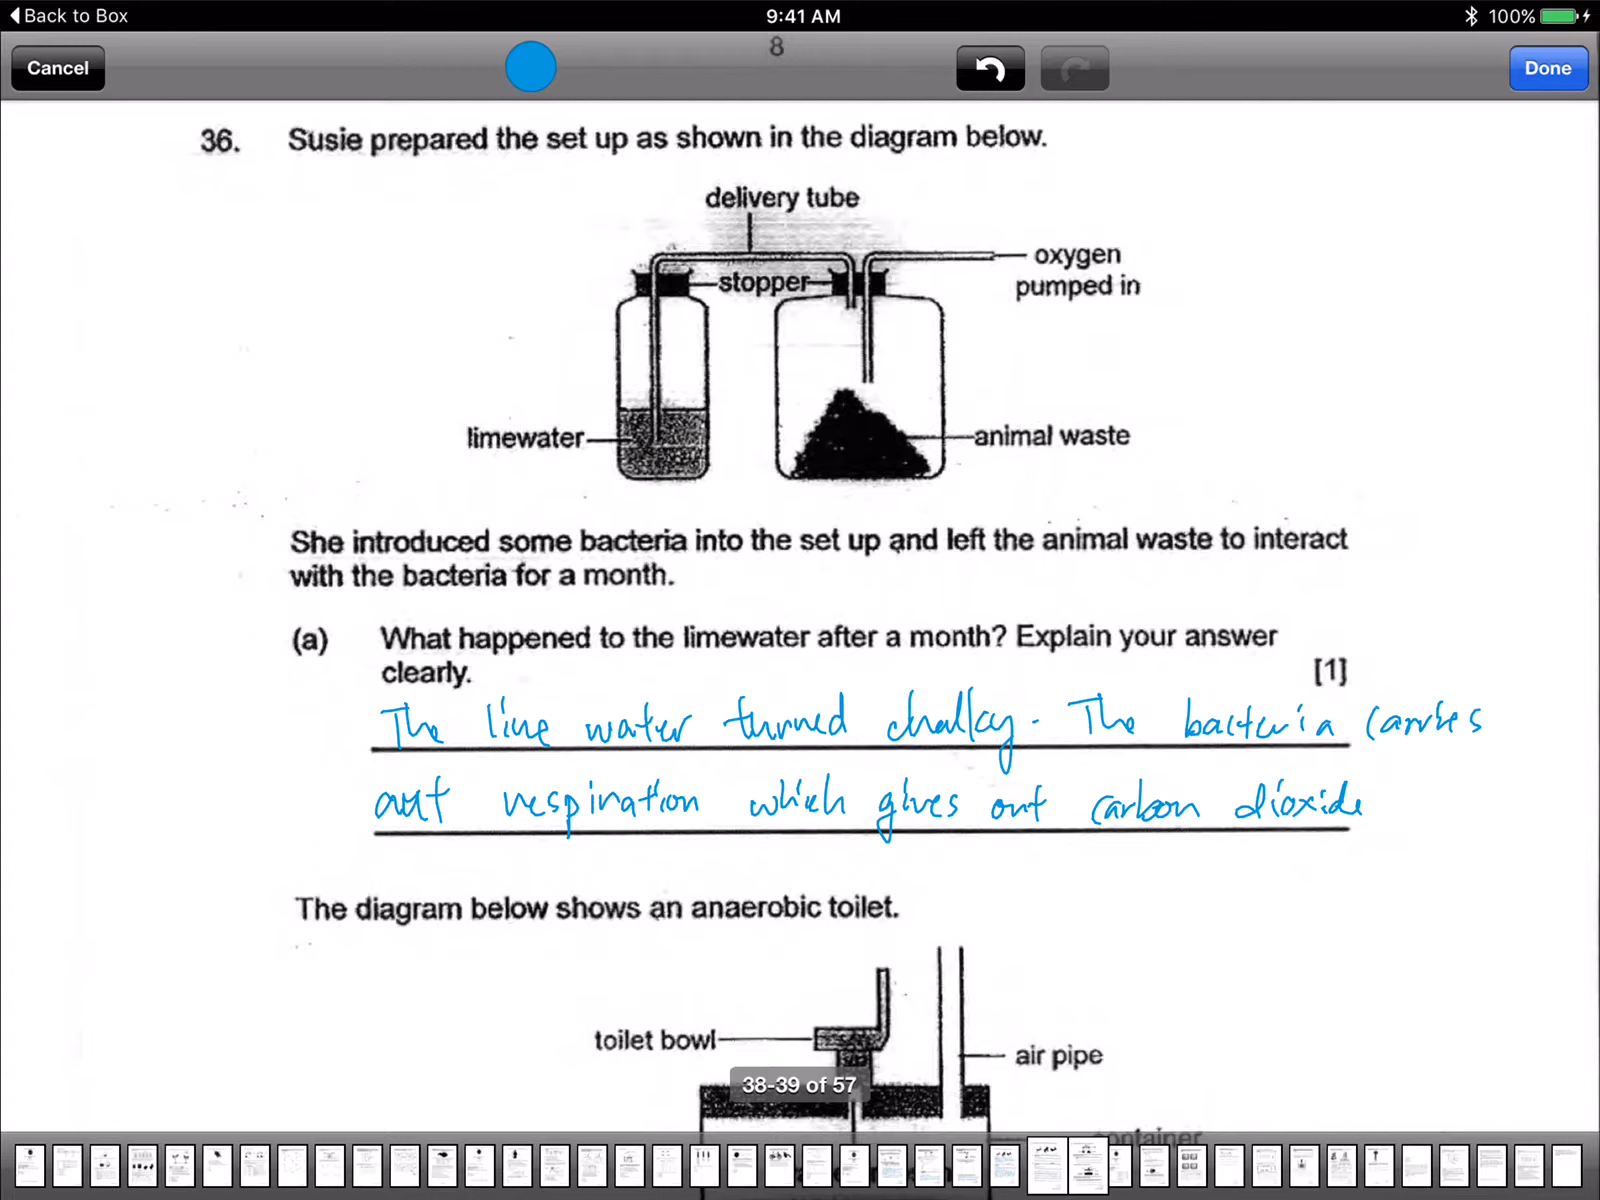 Back to Box
9:41 AM
100%
Cancel
8
Done
36. Susie prepared the set up as shown in the diagram below.
delivery tube
oxygen
stopper
pumped in
limewater
animal waste
She introduced some bacteria into the set up and left the animal waste to interact
with the bacteria for a month.
(a) What happened to the limewater after a month? Explain your answer
clearly. [1]
The lime water turned chalky. The bacteria carries
out respiration which gives out carbon dioxide
The diagram below shows an anaerobic toilet.
toilet bowl
air pipe
38-39 of 57
container